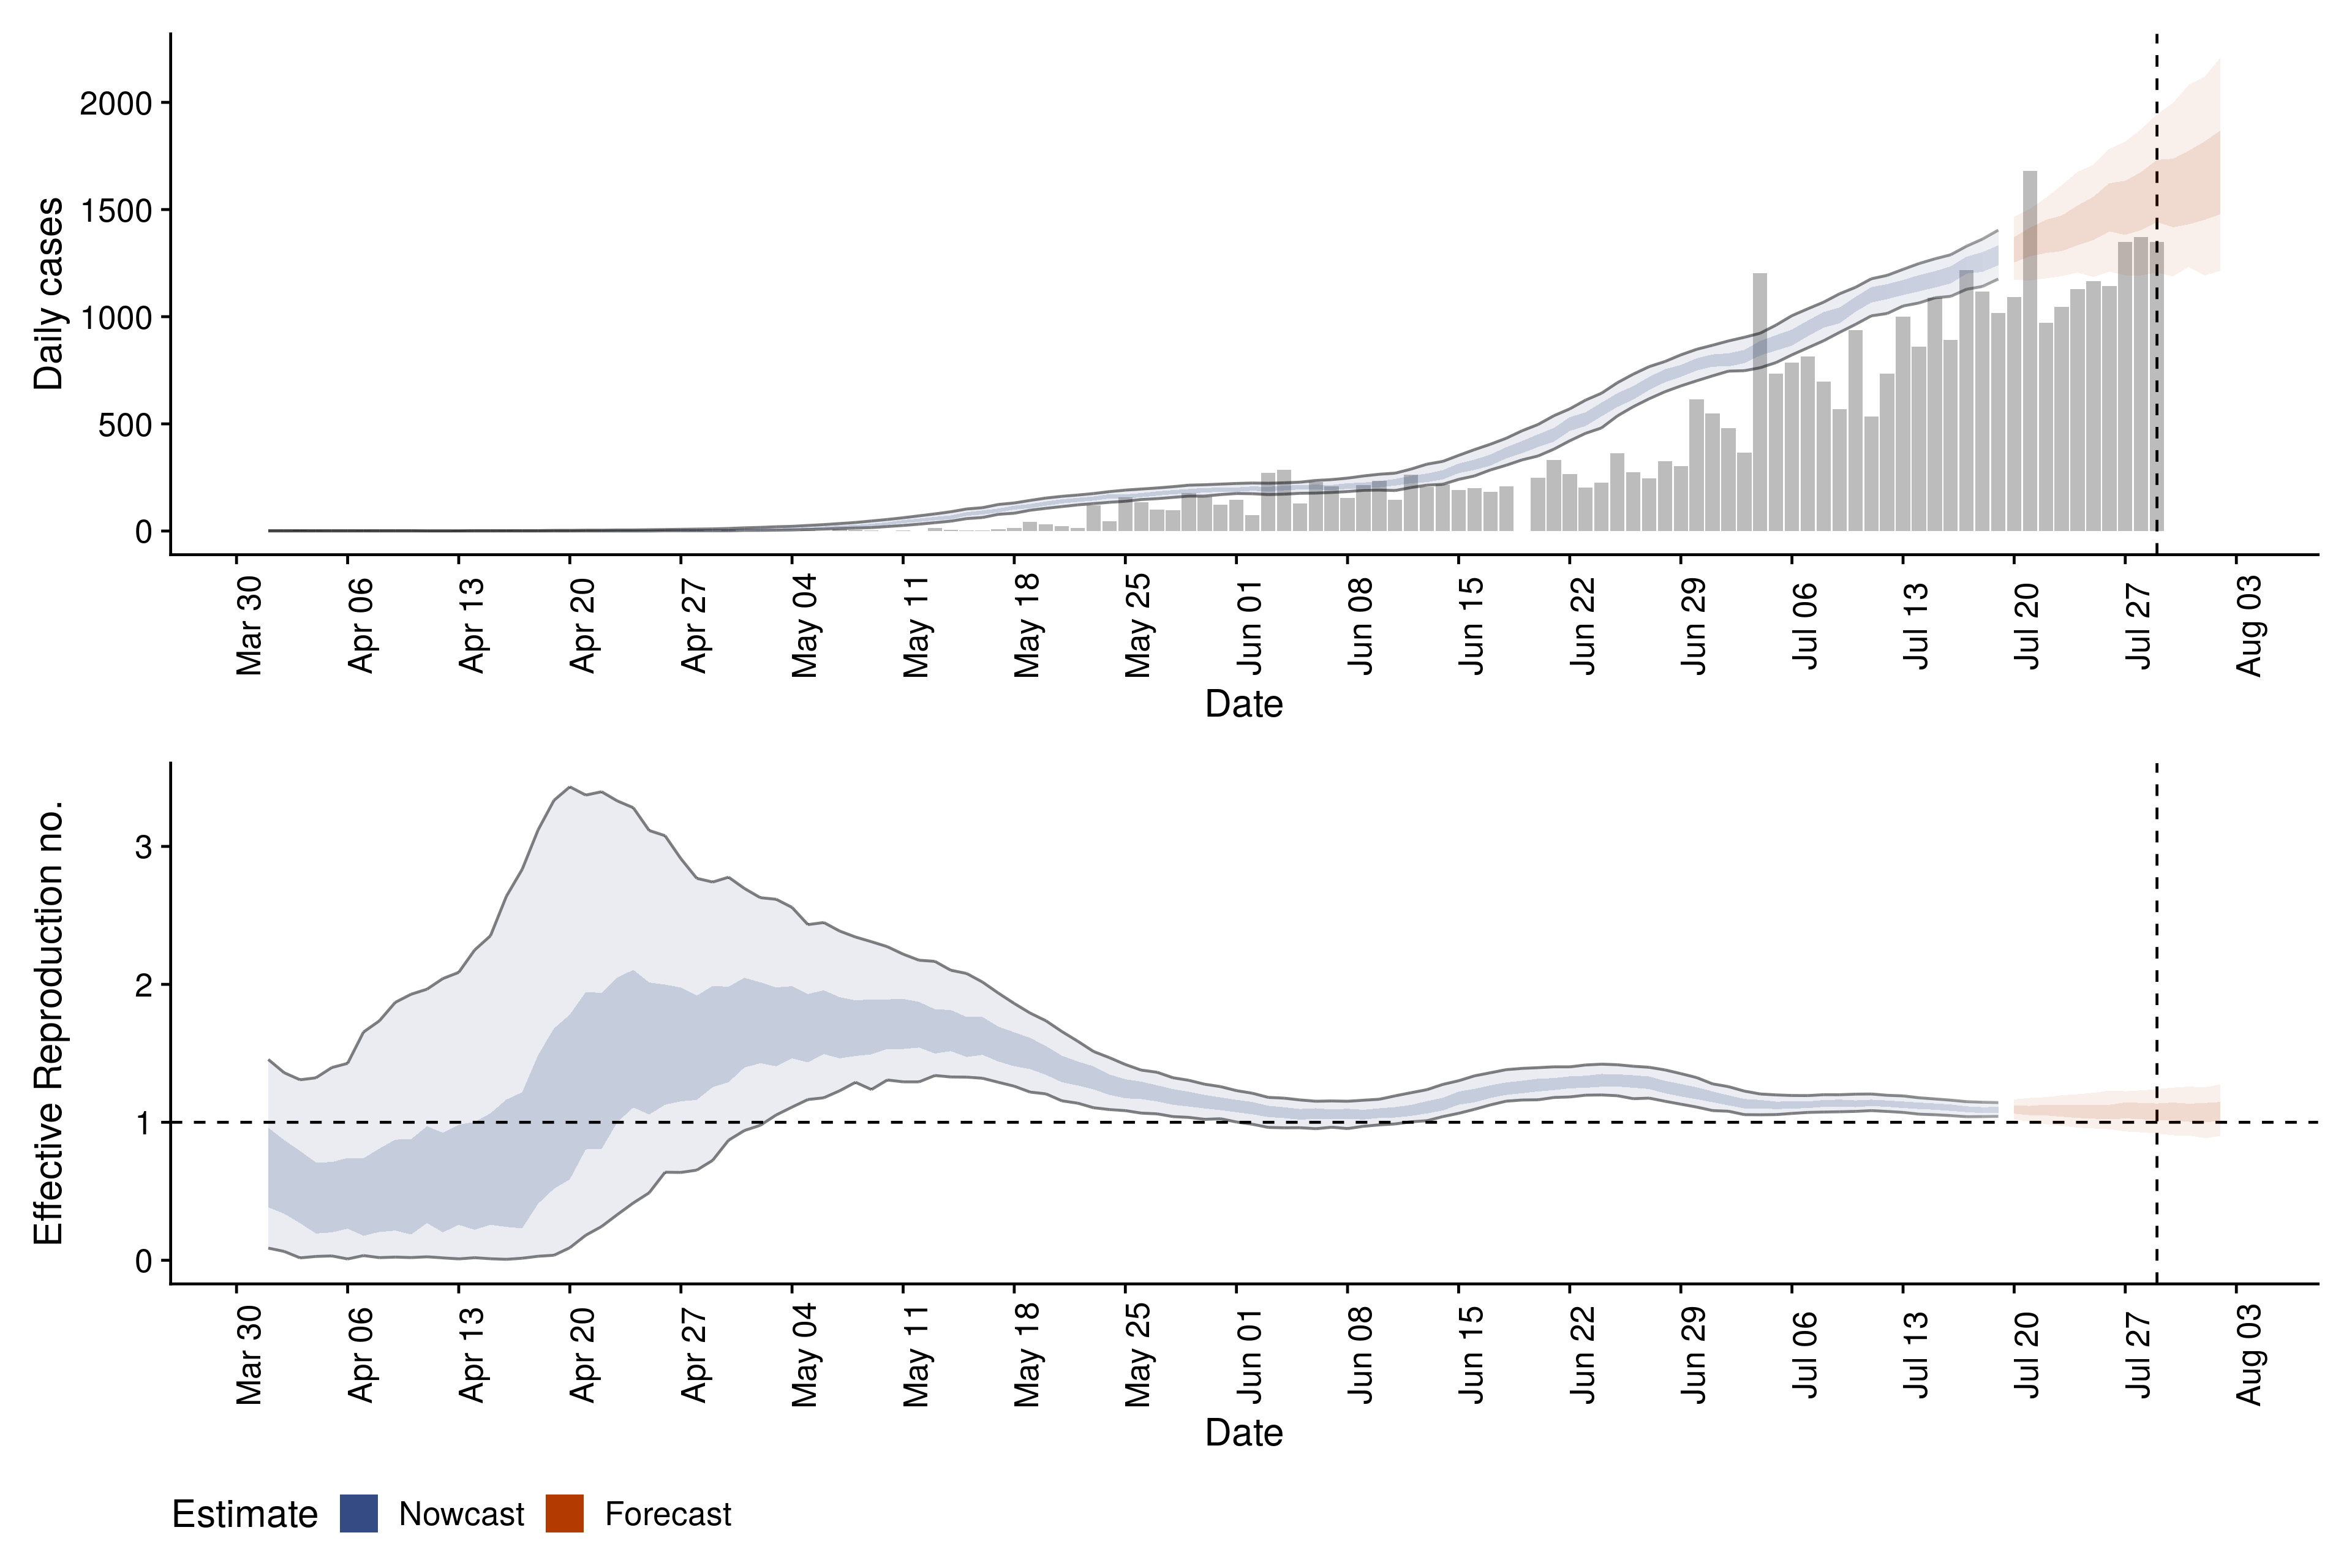 Daily cases
2000
1500
1000
500
0
Mar 30
Apr 06
Apr 13
Apr 20
Apr 27
May 04
May 11
May 18
May 25
Jun 01
Jun 08
Jun 15
Jun 22
Jun 29
Jul 06
Jul 13
Jul 20
Jul 27
Aug 03
Date
Effective Reproduction no.
3
2
1
0
Mar 30
Apr 06
Apr 13
Apr 20
Apr 27
May 04
May 11
May 18
May 25
Jun 01
Jun 08
Jun 15
Jun 22
Jun 29
Jul 06
Jul 13
Jul 20
Jul 27
Aug 03
Date
Estimate Nowcast Forecast